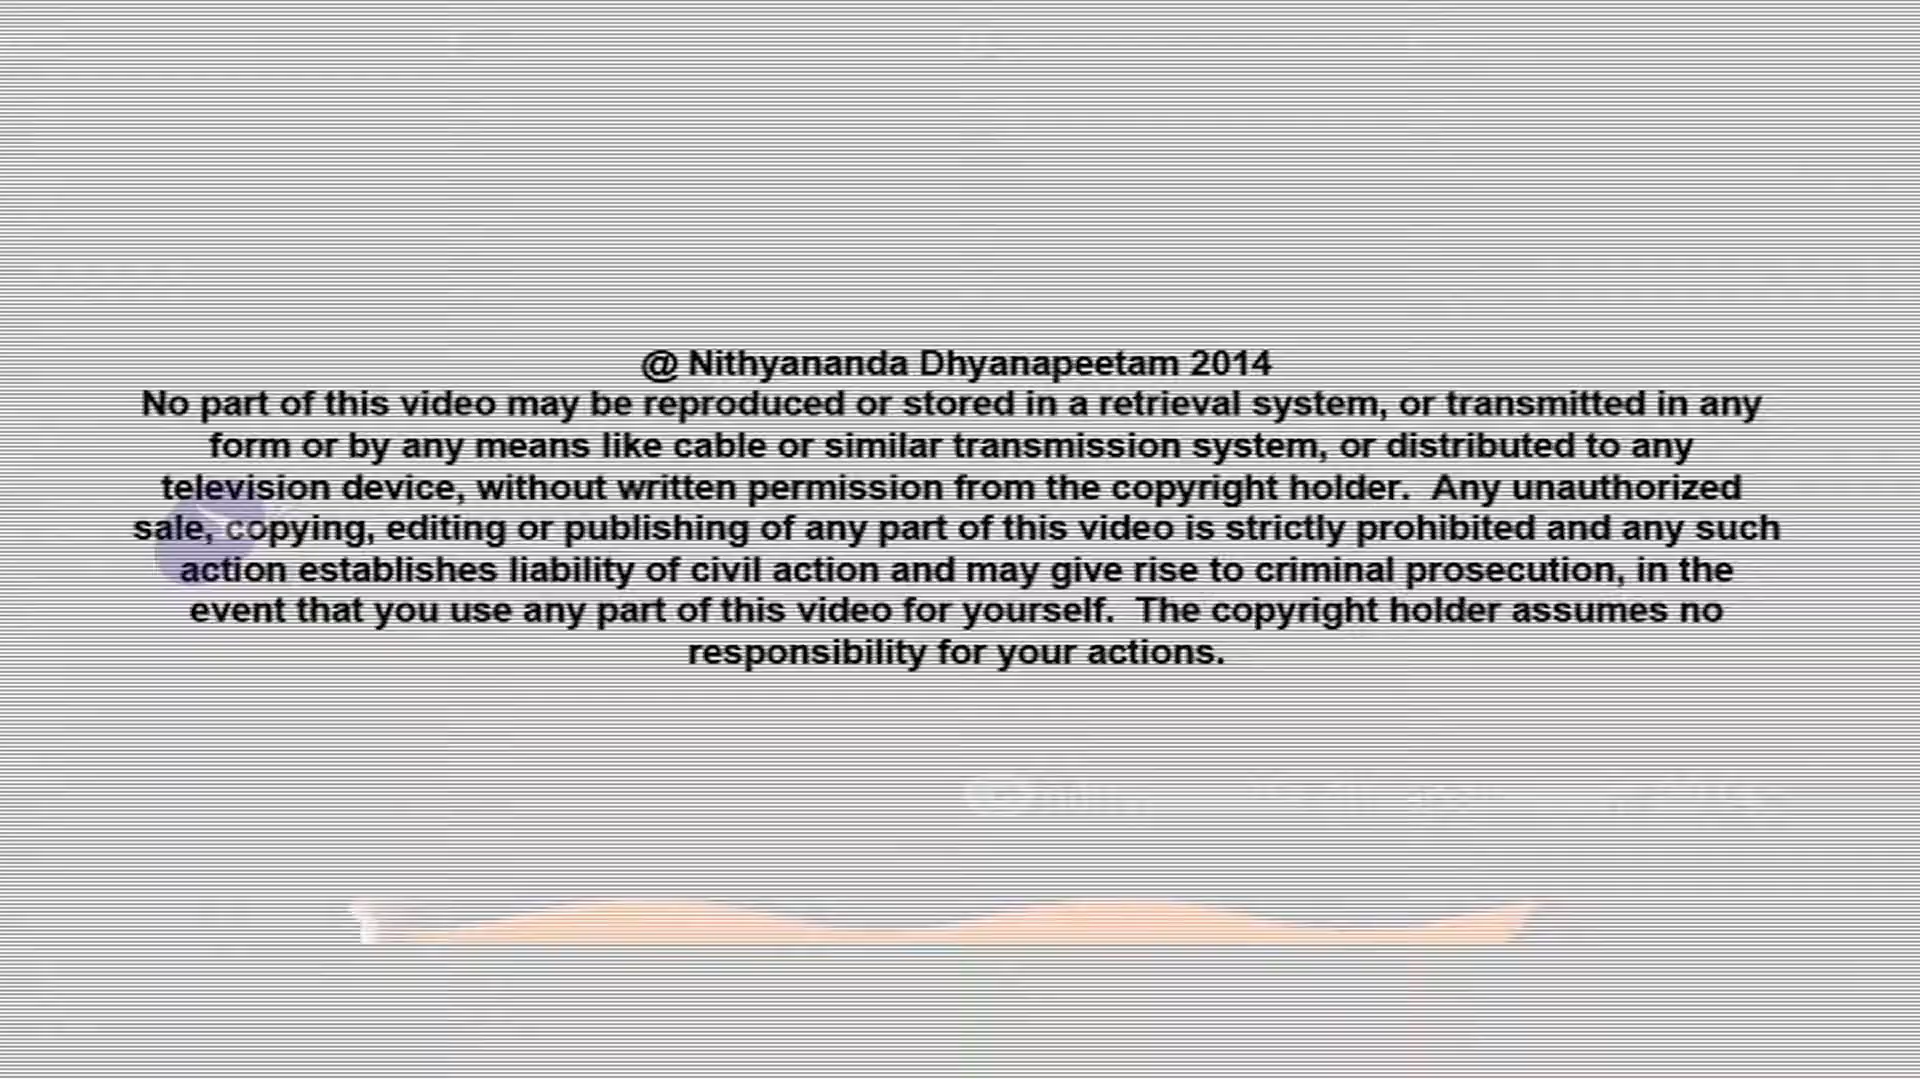 @ Nithyananda Dhyanapeetam 2014
No part of this video may be reproduced or stored in a retrieval system, or transmitted in any
form or by any means like cable or similar transmission system, or distributed to any
television device, without written permission from the copyright holder.  Any unauthorized
sale, copying, editing or publishing of any part of this video is strictly prohibited and any such
action establishes liability of civil action and may give rise to criminal prosecution, in the
event that you use any part of this video for yourself.  The copyright holder assumes no
responsibility for your actions.